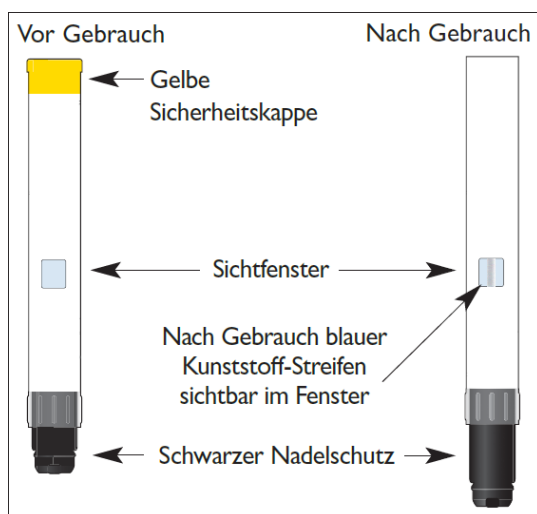 Vor Gebrauch
Nach Gebrauch
Gelbe
Sicherheitskappe
Sichtfenster
Nach Gebrauch blauer
Kunststoff-Streifen
sichtbar im Fenster
Schwarzer Nadelschutz